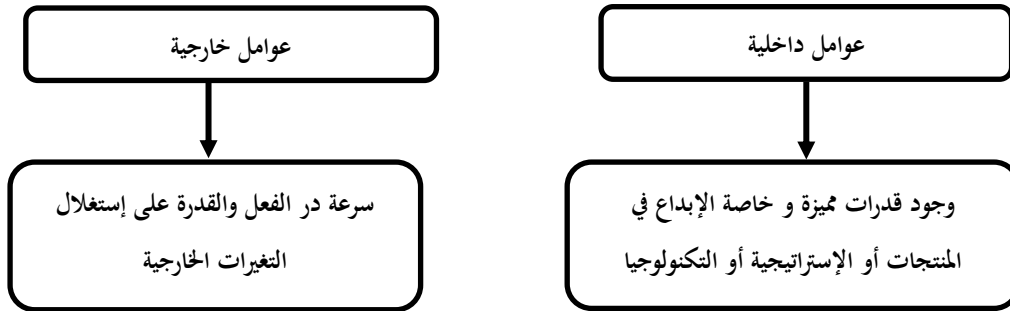 عوامل داخلية
عوامل خارجية
وجود قدرات مميزة و خاصة الإبداع في
المنتجات أو الإستراتيجية أو التكنولوجيا
سرعة در الفعل والقدرة على إستغلال
التغيرات الخارجية